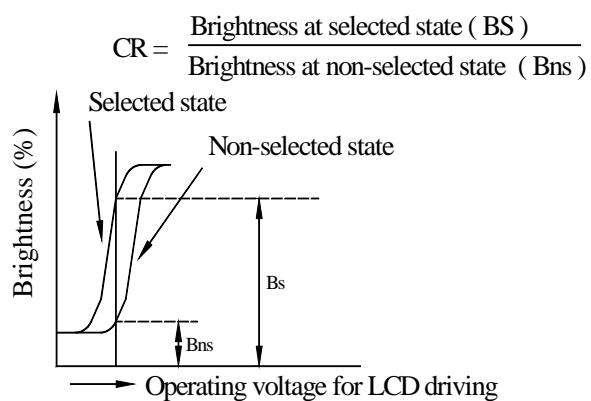 CR = Brightness at selected state ( BS )
Brightness at non-selected state ( Bns )
Selected state
Non-selected state
Brightness (%)
Bs
Bns
Operating voltage for LCD driving